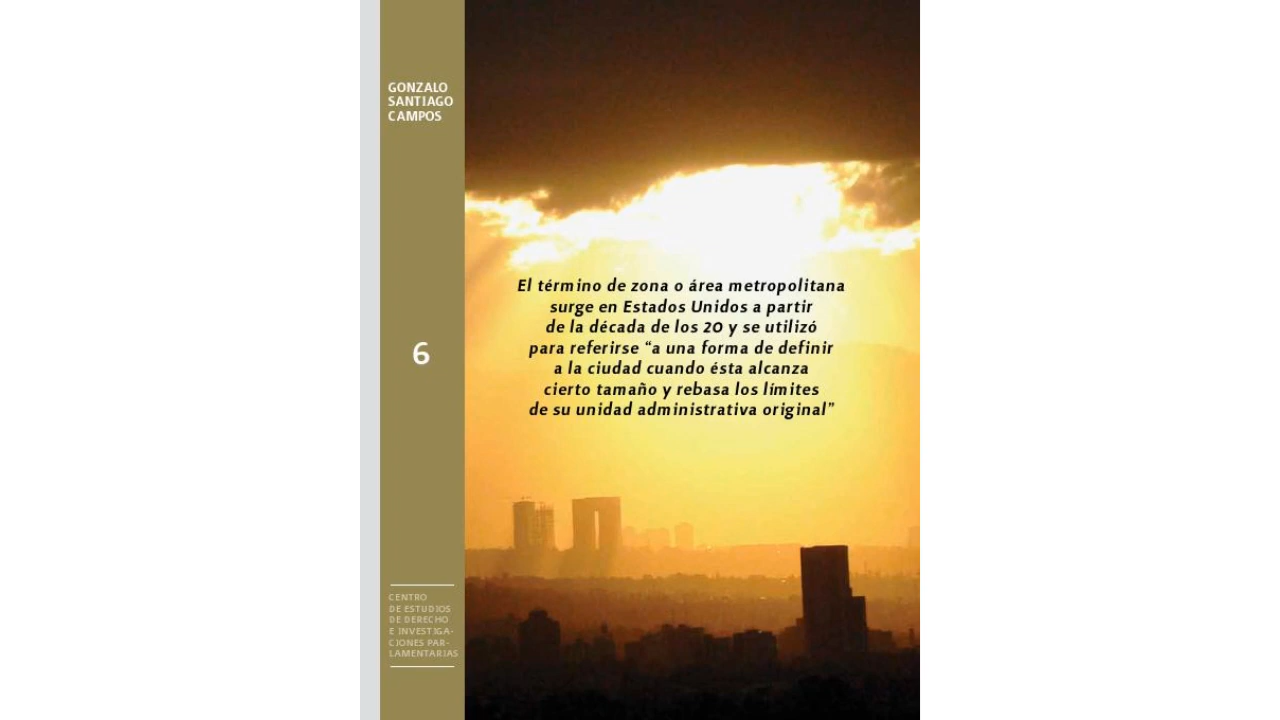 GONZALO
SANTIAGO
CAMPOS
6
CENTRO
DE ESTUDIOS
DE DERECHO
E INVESTIGA-
CIONES PAR-
LAMENTARIAS
El término de zona o área metropolitana
surge en Estados Unidos a partir
de la década de los 20 y se utilizó
para referirse “a una forma de definir
a la ciudad cuando ésta alcanza
cierto tamaño y rebasa los límites
de su unidad administrativa original”